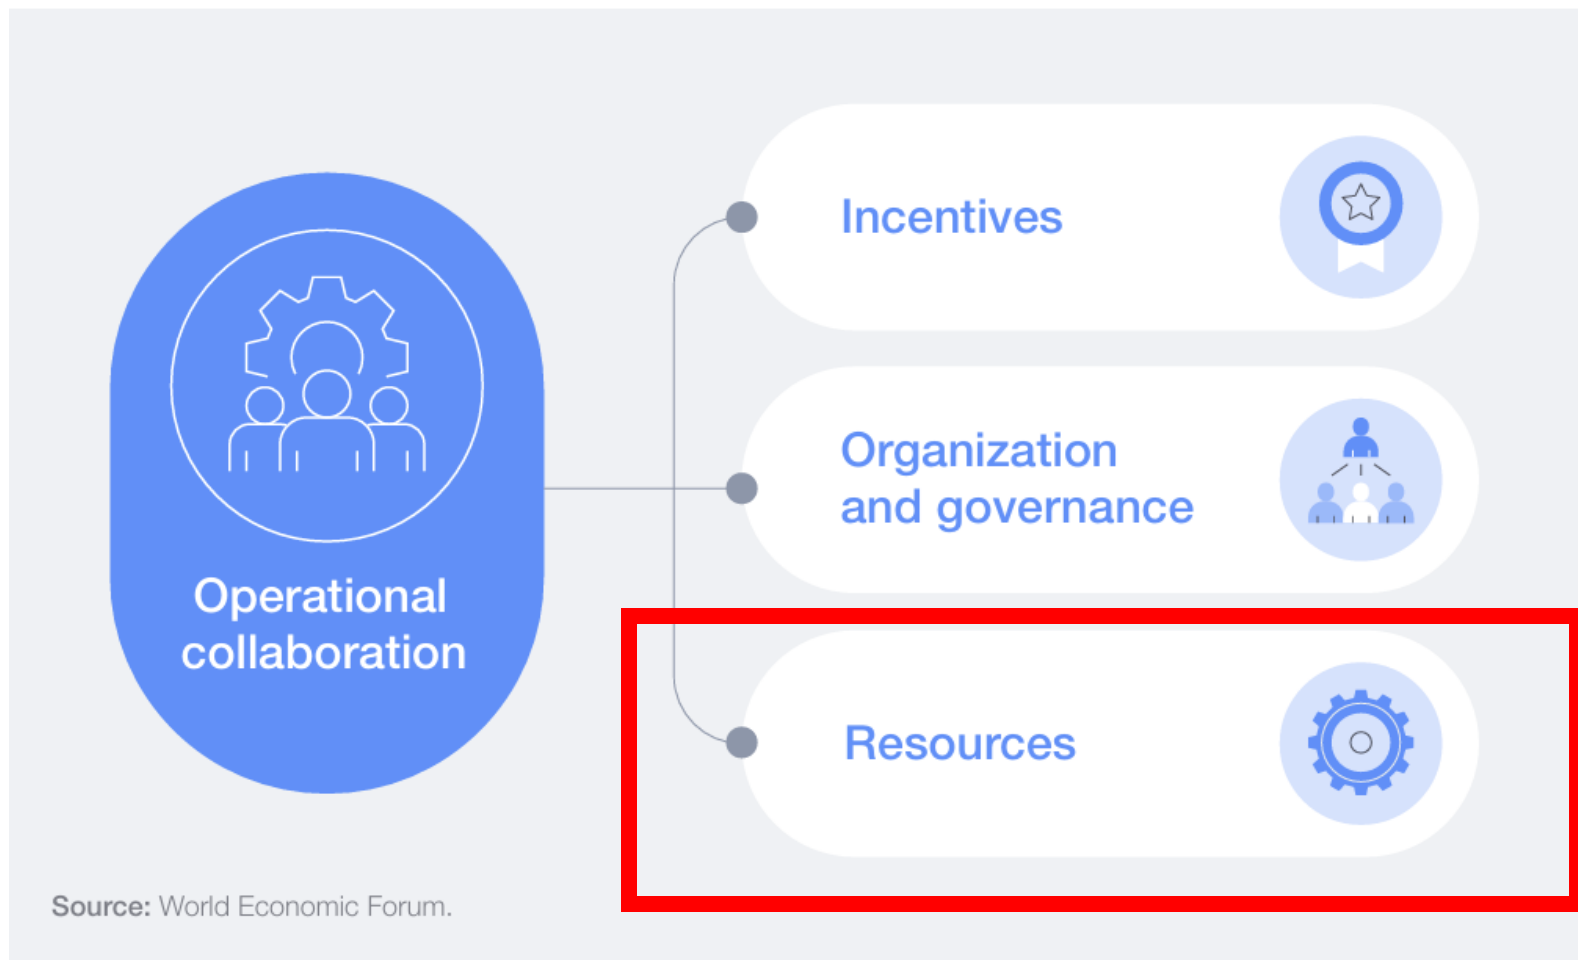 Incentives
Organization
and governance
Operational
collaboration
Resources
Source: World Economic Forum.